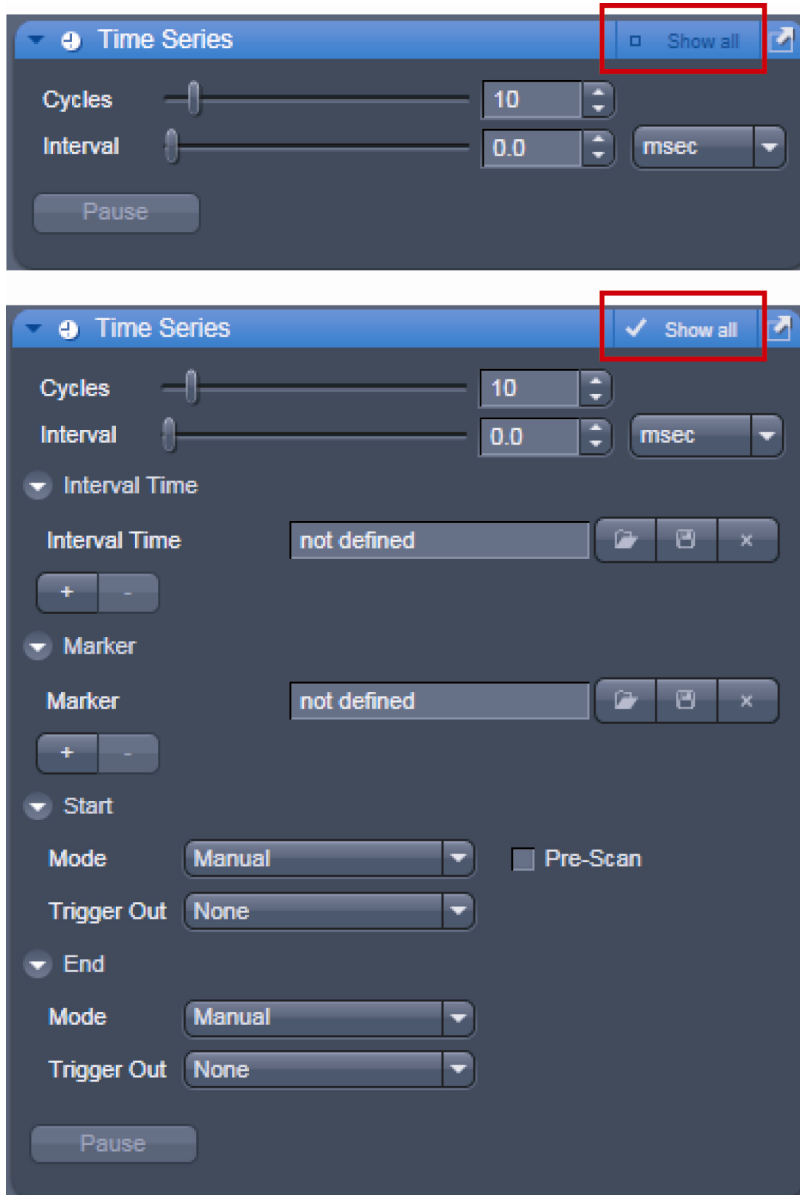 Time Series Show all
Cycles 10
Interval 0.0 msec
Pause
Time Series Show all
Cycles 10
Interval 0.0 msec
Interval Time
Interval Time not defined
+ -
Marker
Marker not defined
+ -
Start
Mode Manual Pre-Scan
Trigger Out None
End
Mode Manual
Trigger Out None
Pause